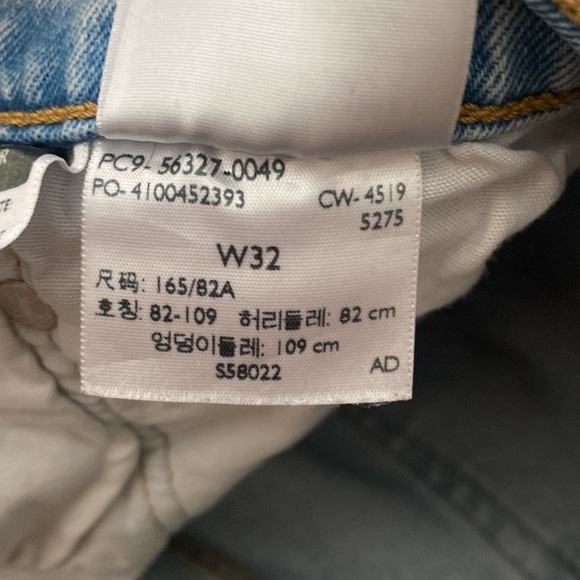 PC9- 56327-0049
PO- 4100452393 CW- 4519
5275
W32
尺码: 165/82A
호칭: 82-109 허리둘레: 82 cm
엉덩이둘레: 109 cm
S58022 AD